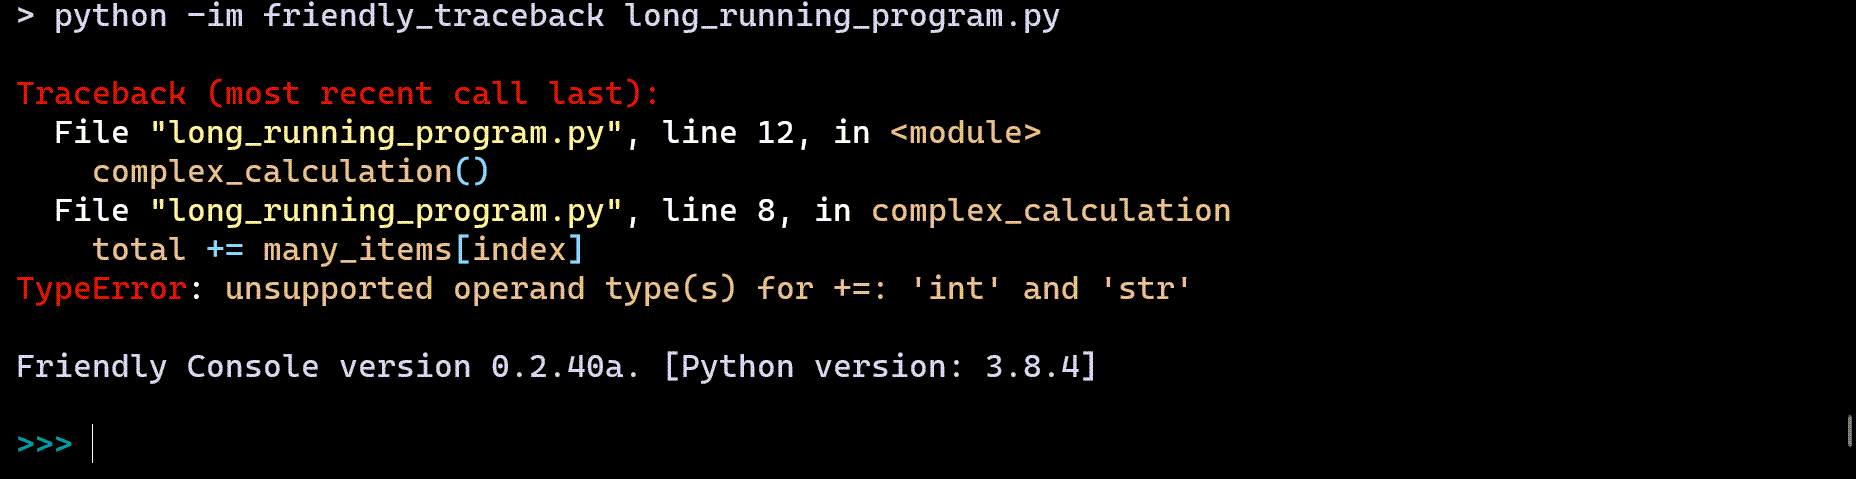 > python -im friendly_traceback long_running_program.py
Traceback (most recent call last):
  File "long_running_program.py", line 12, in <module>
    complex_calculation()
  File "long_running_program.py", line 8, in complex_calculation
    total += many_items[index]
TypeError: unsupported operand type(s) for +=: 'int' and 'str'
Friendly Console version 0.2.40a. [Python version: 3.8.4]
>>>